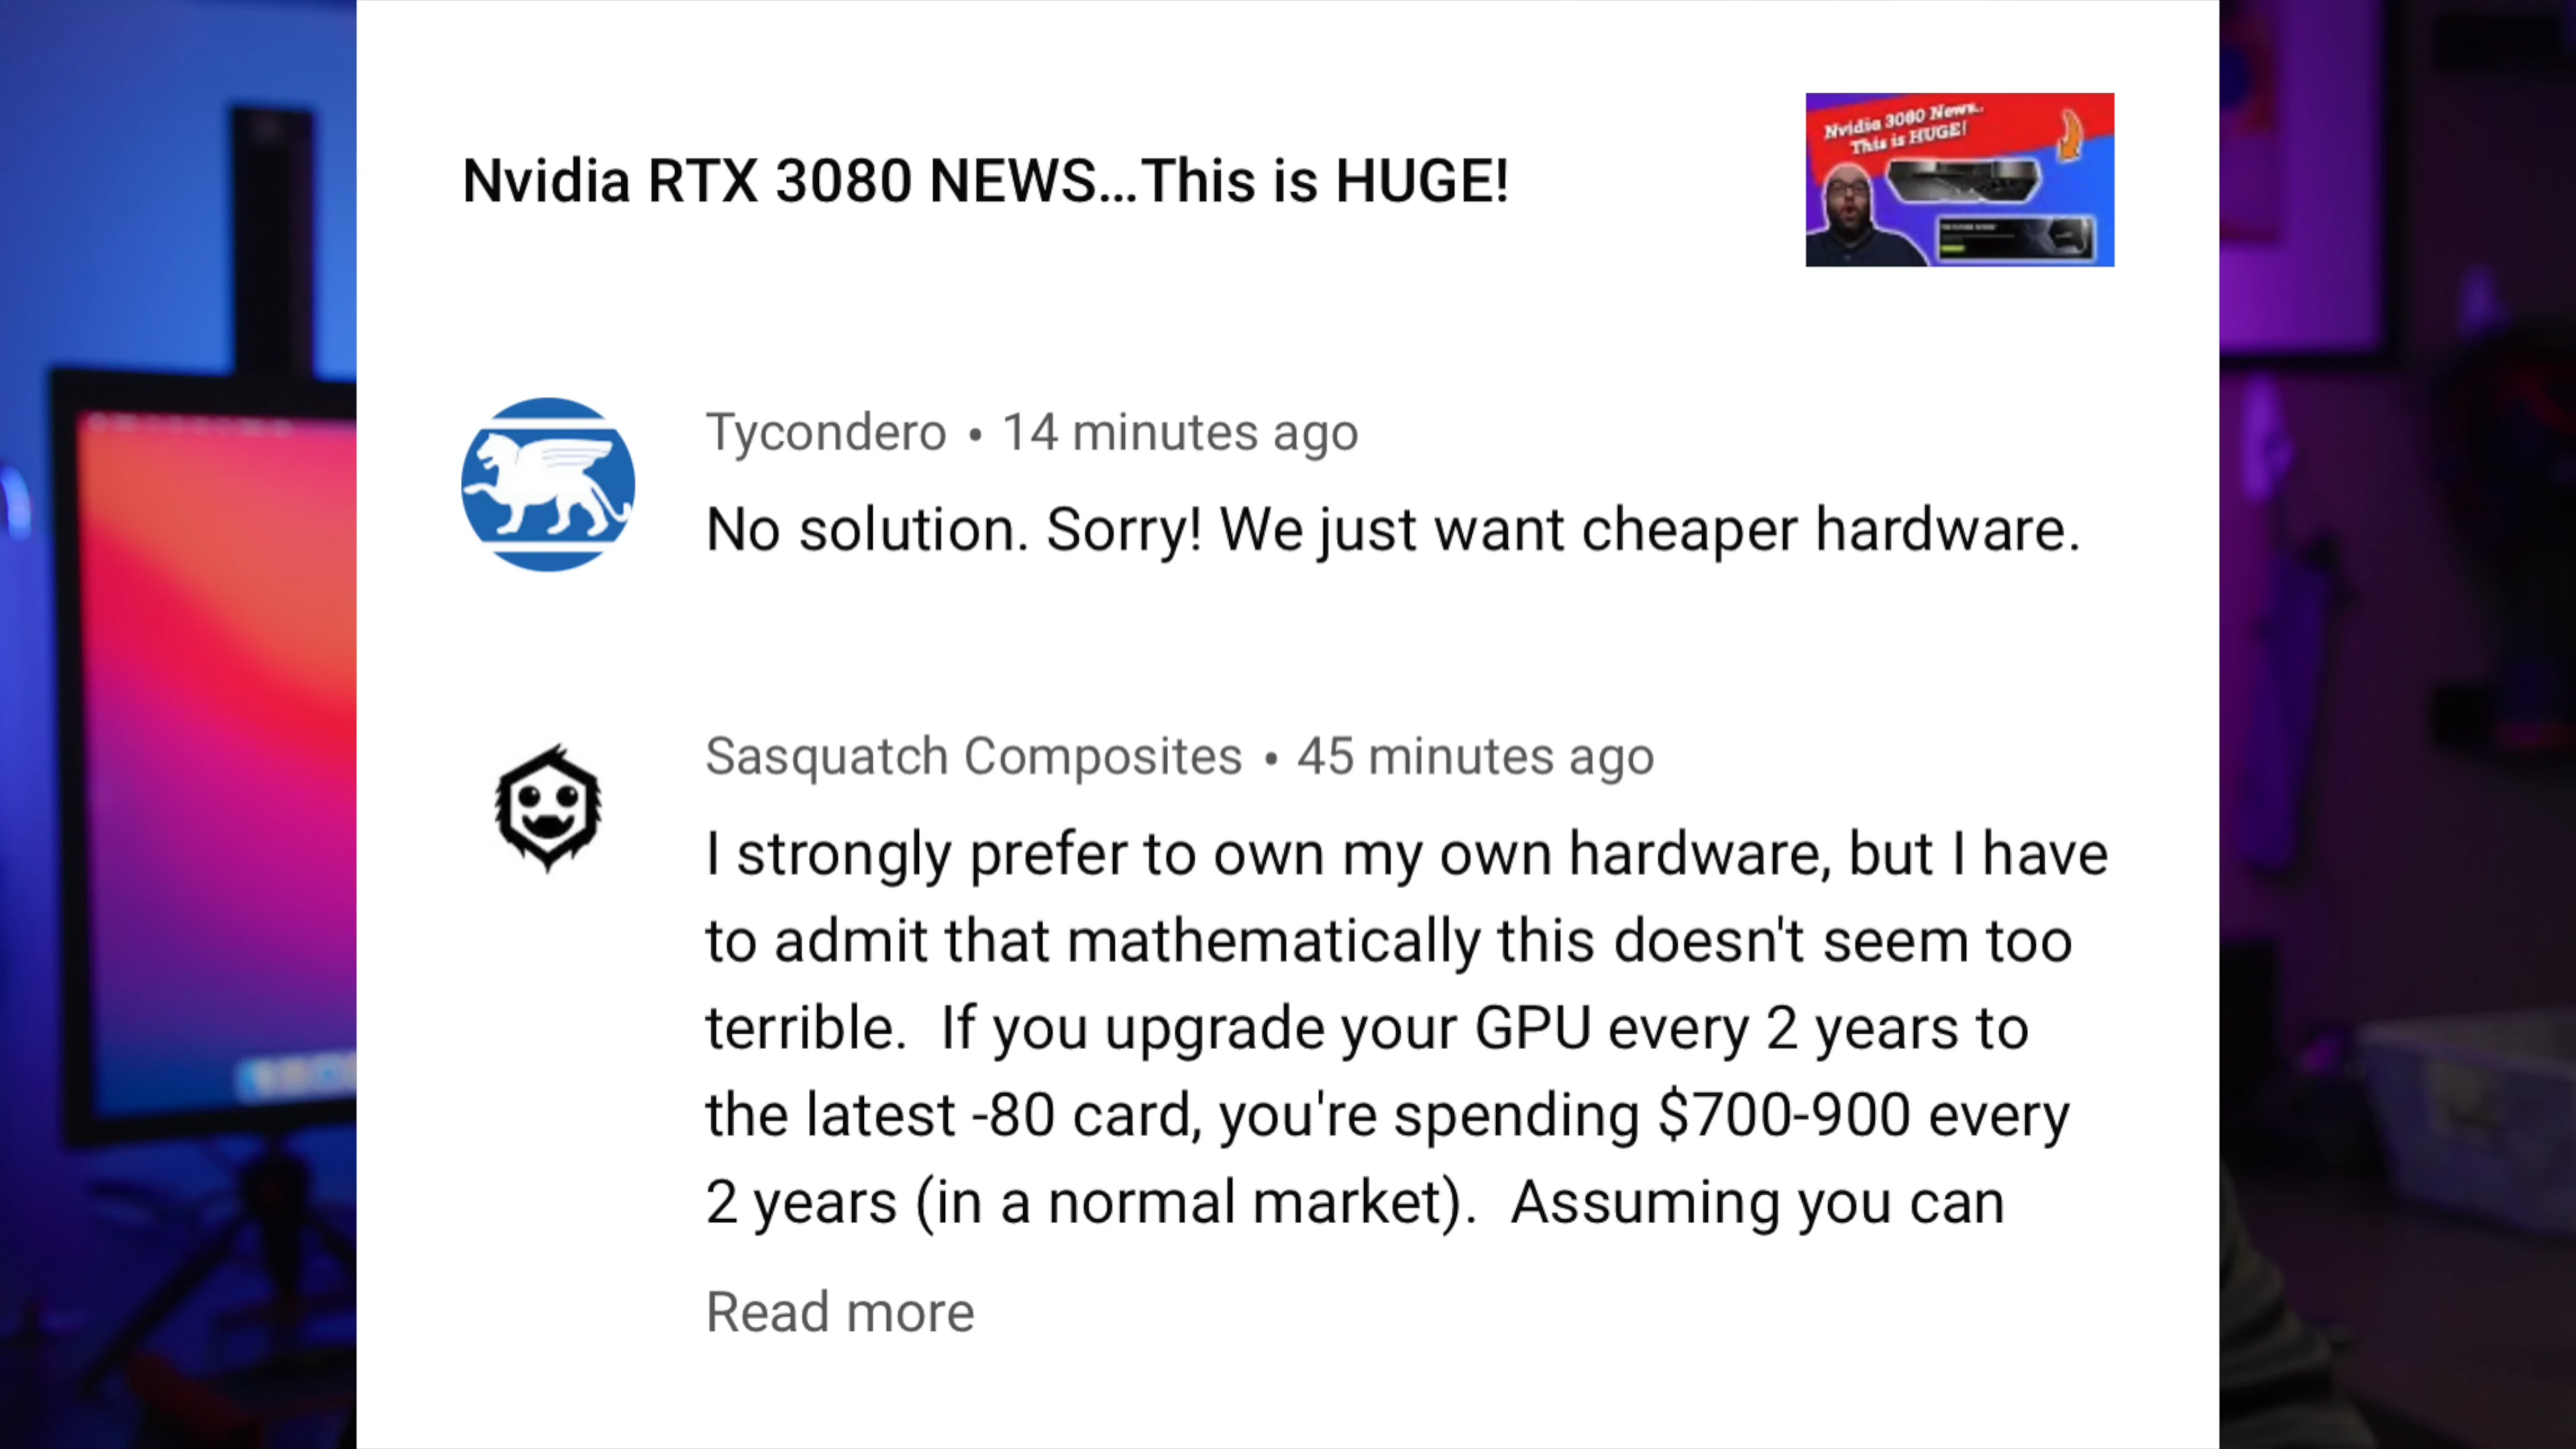 Nvidia RTX 3080 NEWS...This is HUGE!
Nvidia 3080 News..
This is HUGE!
Tycondero • 14 minutes ago
No solution. Sorry! We just want cheaper hardware.
Sasquatch Composites • 45 minutes ago
I strongly prefer to own my own hardware, but I have
to admit that mathematically this doesn't seem too
terrible.  If you upgrade your GPU every 2 years to
the latest -80 card, you're spending $700-900 every
2 years (in a normal market).  Assuming you can
Read more